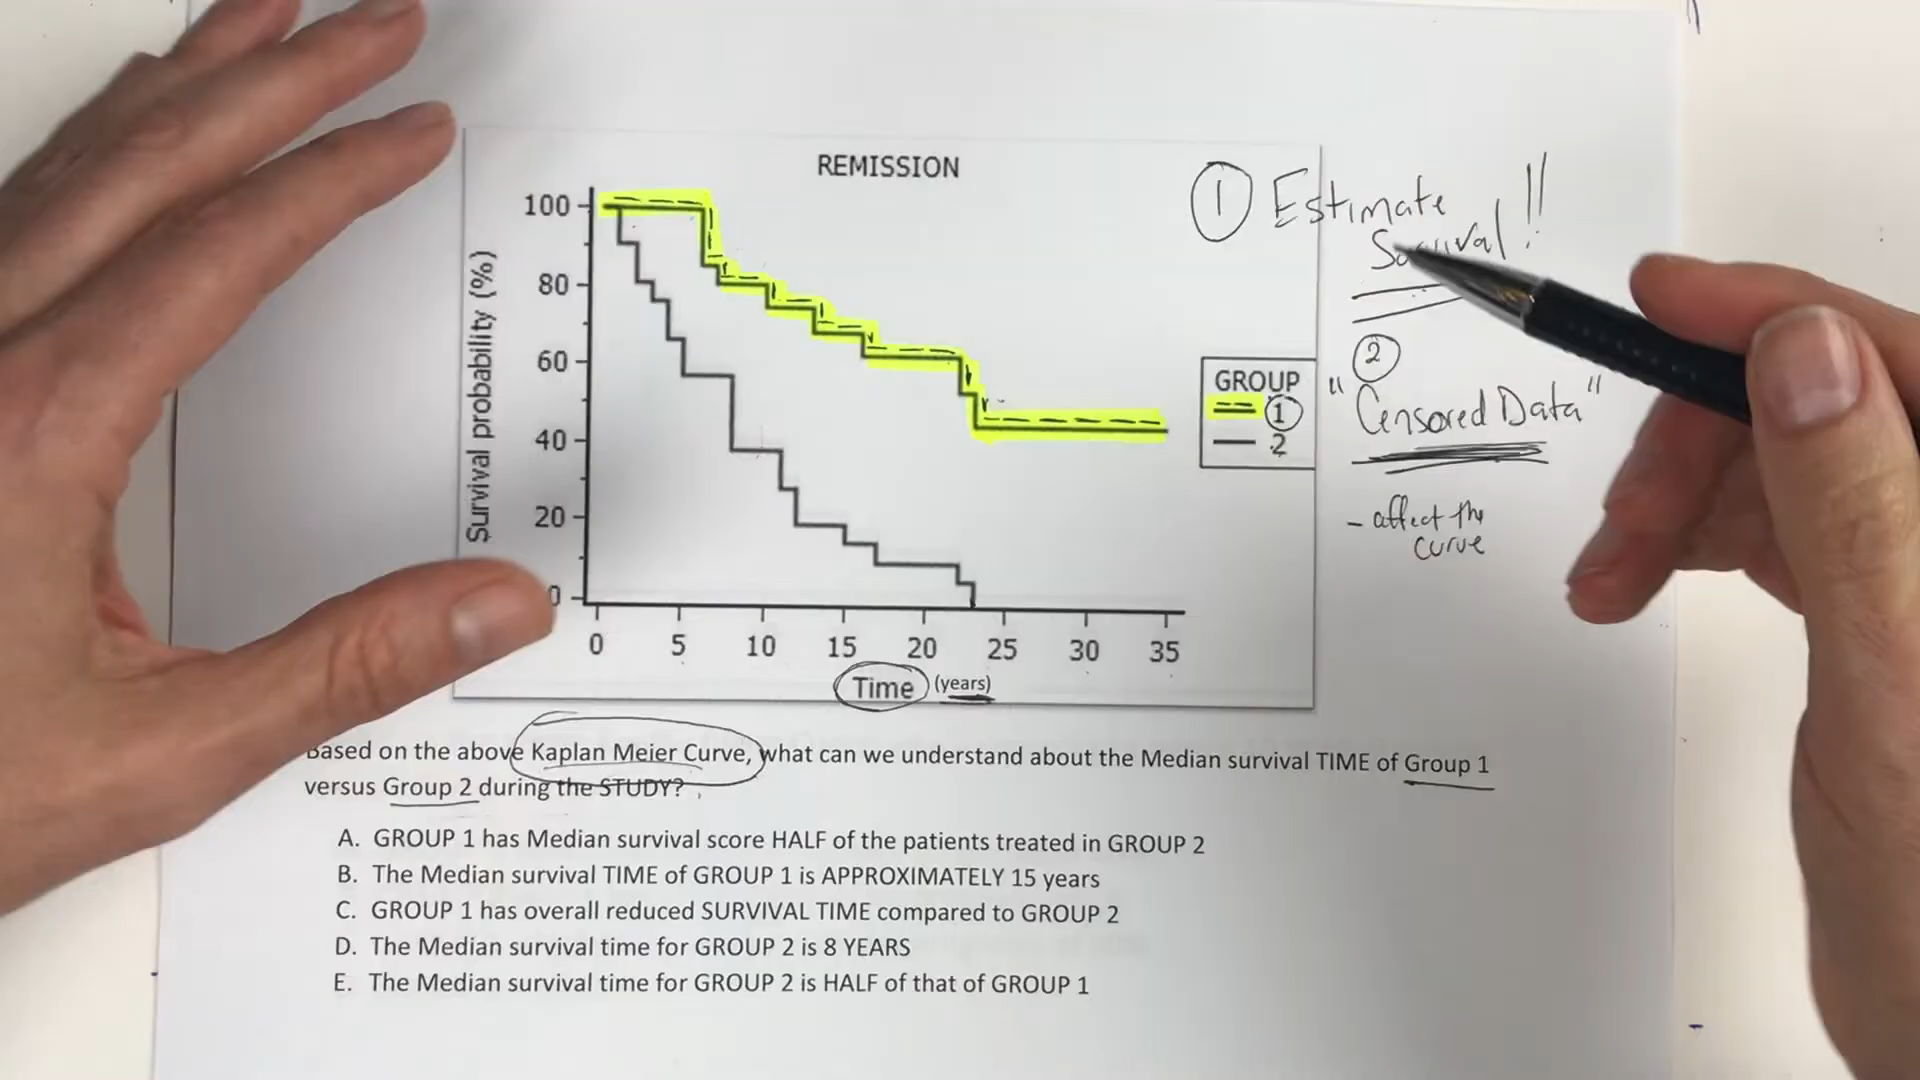 REMISSION
Survival probability (%)
100
80
60
40
20
0
0 5 10 15 20 25 30 35
Time (years)
GROUP
1
2
1 Estimate
Survival!!
2
"Censored Data"
- affect the
curve
Based on the above Kaplan Meier Curve, what can we understand about the Median survival TIME of Group 1
versus Group 2 during the STUDY?
A. GROUP 1 has Median survival score HALF of the patients treated in GROUP 2
B. The Median survival TIME of GROUP 1 is APPROXIMATELY 15 years
C. GROUP 1 has overall reduced SURVIVAL TIME compared to GROUP 2
D. The Median survival time for GROUP 2 is 8 YEARS
E. The Median survival time for GROUP 2 is HALF of that of GROUP 1